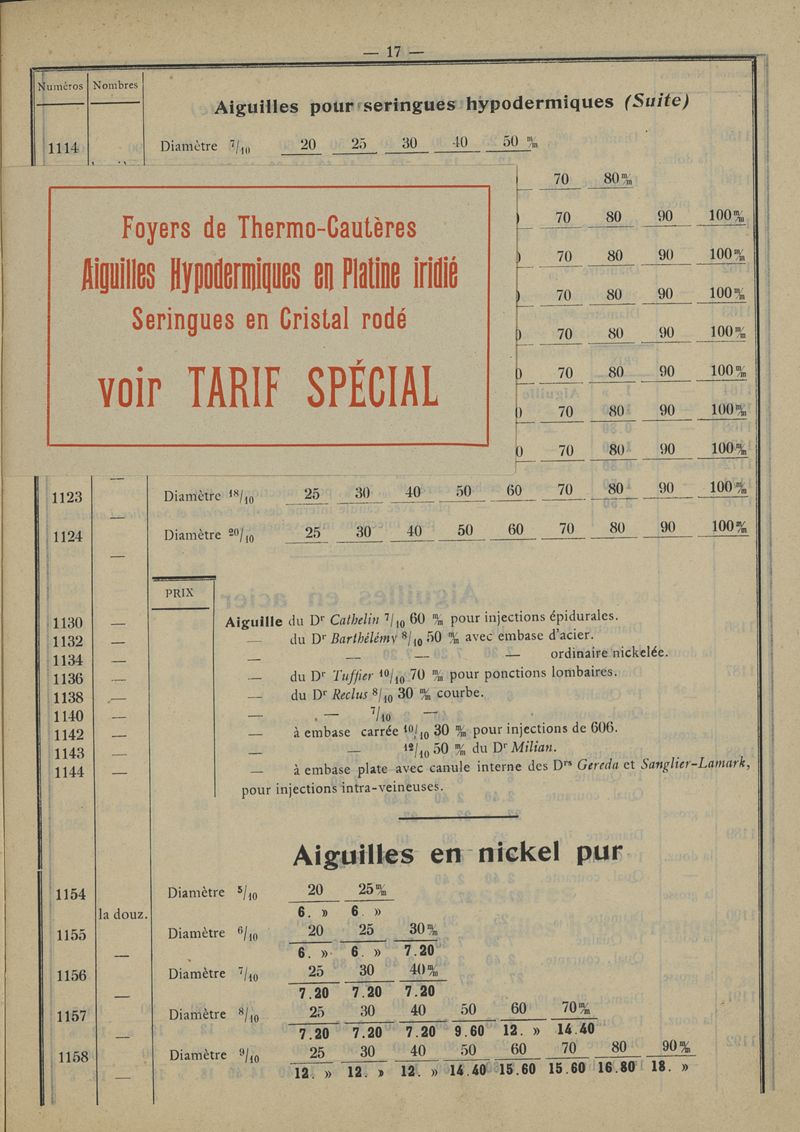 — 17 —
Numéros Nombres
Aiguilles pour seringues hypodermiques (Suite)
1114 Diamètre 7/10 20 25 30 40 50 m/m
70 80 m/m
70 80 90 100 m/m
70 80 90 100 m/m
70 80 90 100 m/m
70 80 90 100 m/m
70 80 90 100 m/m
70 80 90 100 m/m
70 80 90 100 m/m
Foyers de Thermo-Cautères
Aiguilles Hypodermiques en Platine iridié
Seringues en Cristal rodé
voir TARIF SPÉCIAL
—
1123 Diamètre 18/10 25 30 40 50 60 70 80 90 100 m/m
—
1124 Diamètre 20/10 25 30 40 50 60 70 80 90 100 m/m
—
PRIX
1130 — Aiguille du Dr Cathelin 7/10 60 m/m pour injections épidurales.
1132 — — du Dr Barthélémy 8/10 50 m/m avec embase d'acier.
1134 — — — — — ordinaire nickelée.
1136 — — du Dr Tuffier 10/10 70 m/m pour ponctions lombaires.
1138 — — du Dr Reclus 8/10 30 m/m courbe.
1140 — — — 7/10 —
1142 — — à embase carrée 10/10 30 m/m pour injections de 606.
1143 — — — 12/10 50 m/m du Dr Milian.
1144 — — à embase plate avec canule interne des Drs Gereda et Sanglier-Lamark,
pour injections intra-veineuses.
Aiguilles en nickel pur
1154 Diamètre 5/10 20 25 m/m
la douz. 6. » 6 »
1155 Diamètre 6/10 20 25 30 m/m
— 6. » 6. » 7.20
1156 Diamètre 7/10 25 30 40 m/m
— 7.20 7.20 7.20
1157 Diamètre 8/10 25 30 40 50 60 70 m/m
— 7.20 7.20 7.20 9.60 12. » 14.40
1158 Diamètre 9/10 25 30 40 50 60 70 80 90 m/m
— 12. » 12. » 12. » 14.40 15.60 15.60 16.80 18. »